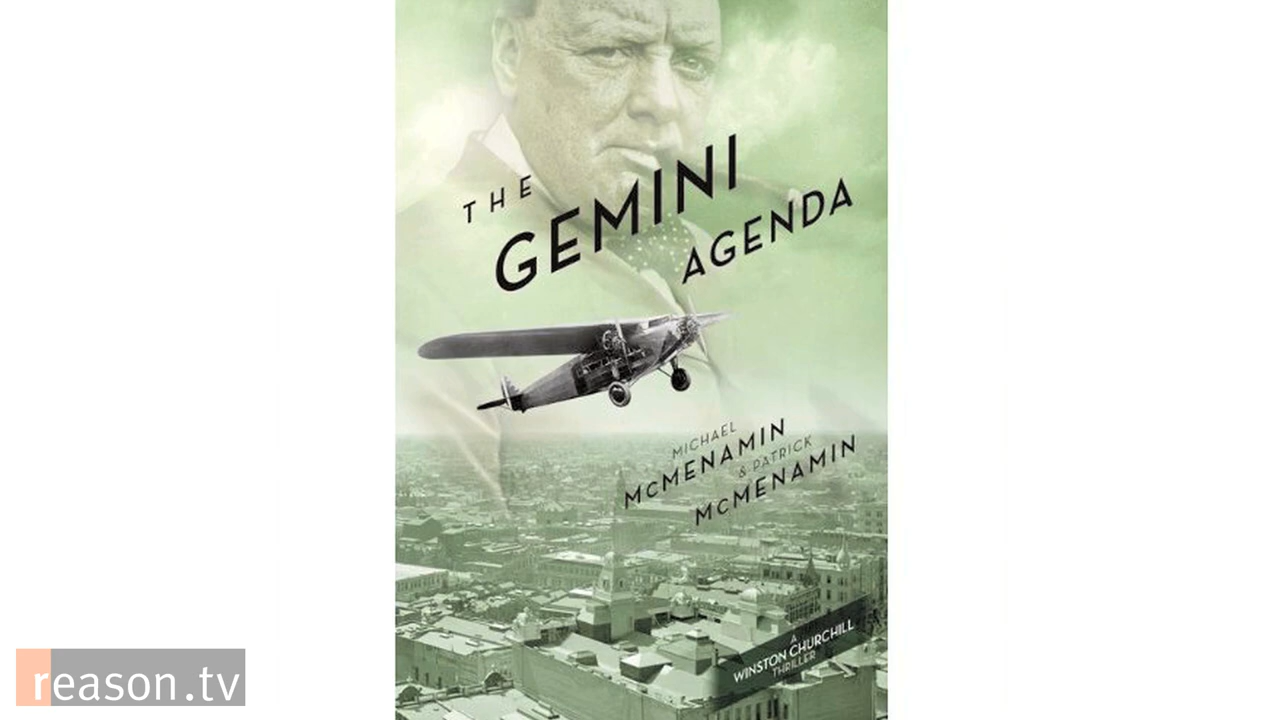 THE
GEMINI
AGENDA
MICHAEL
McMENAMIN
& PATRICK
McMENAMIN
A
WINSTON CHURCHILL
THRILLER
reason.tv